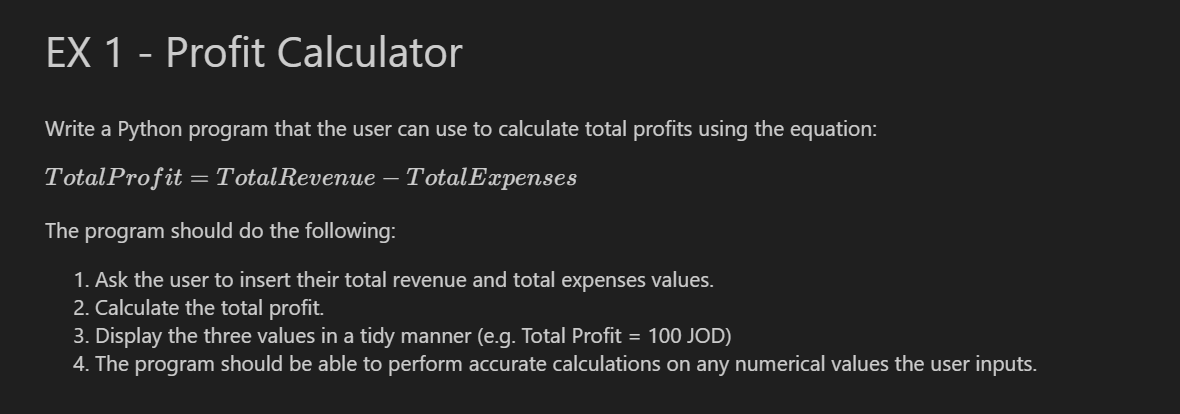 EX 1 - Profit Calculator
Write a Python program that the user can use to calculate total profits using the equation:
TotalProfit = TotalRevenue − TotalExpenses
The program should do the following:
1. Ask the user to insert their total revenue and total expenses values.
2. Calculate the total profit.
3. Display the three values in a tidy manner (e.g. Total Profit = 100 JOD)
4. The program should be able to perform accurate calculations on any numerical values the user inputs.